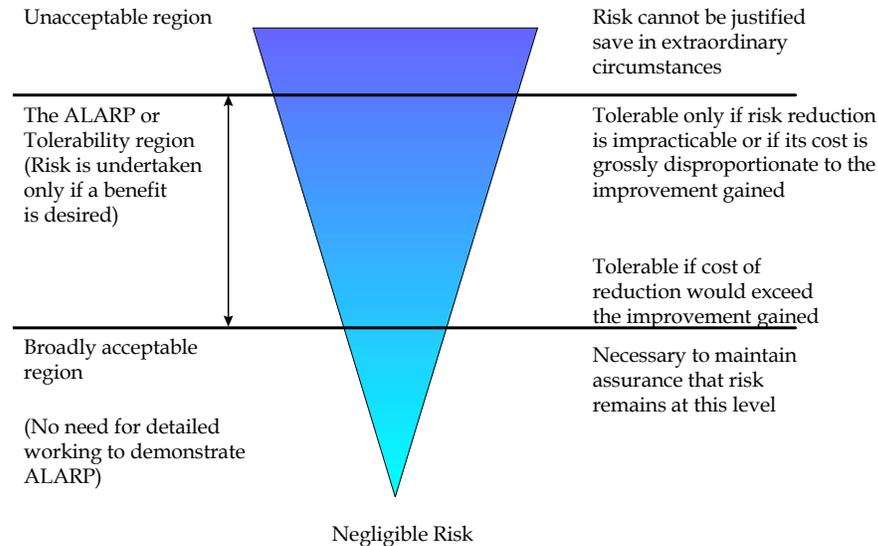 Unacceptable region
Risk cannot be justified
save in extraordinary
circumstances
The ALARP or
Tolerability region
(Risk is undertaken
only if a benefit
is desired)
Tolerable only if risk reduction
is impracticable or if its cost is
grossly disproportionate to the
improvement gained
Tolerable if cost of
reduction would exceed
the improvement gained
Broadly acceptable
region
(No need for detailed
working to demonstrate
ALARP)
Necessary to maintain
assurance that risk
remains at this level
Negligible Risk